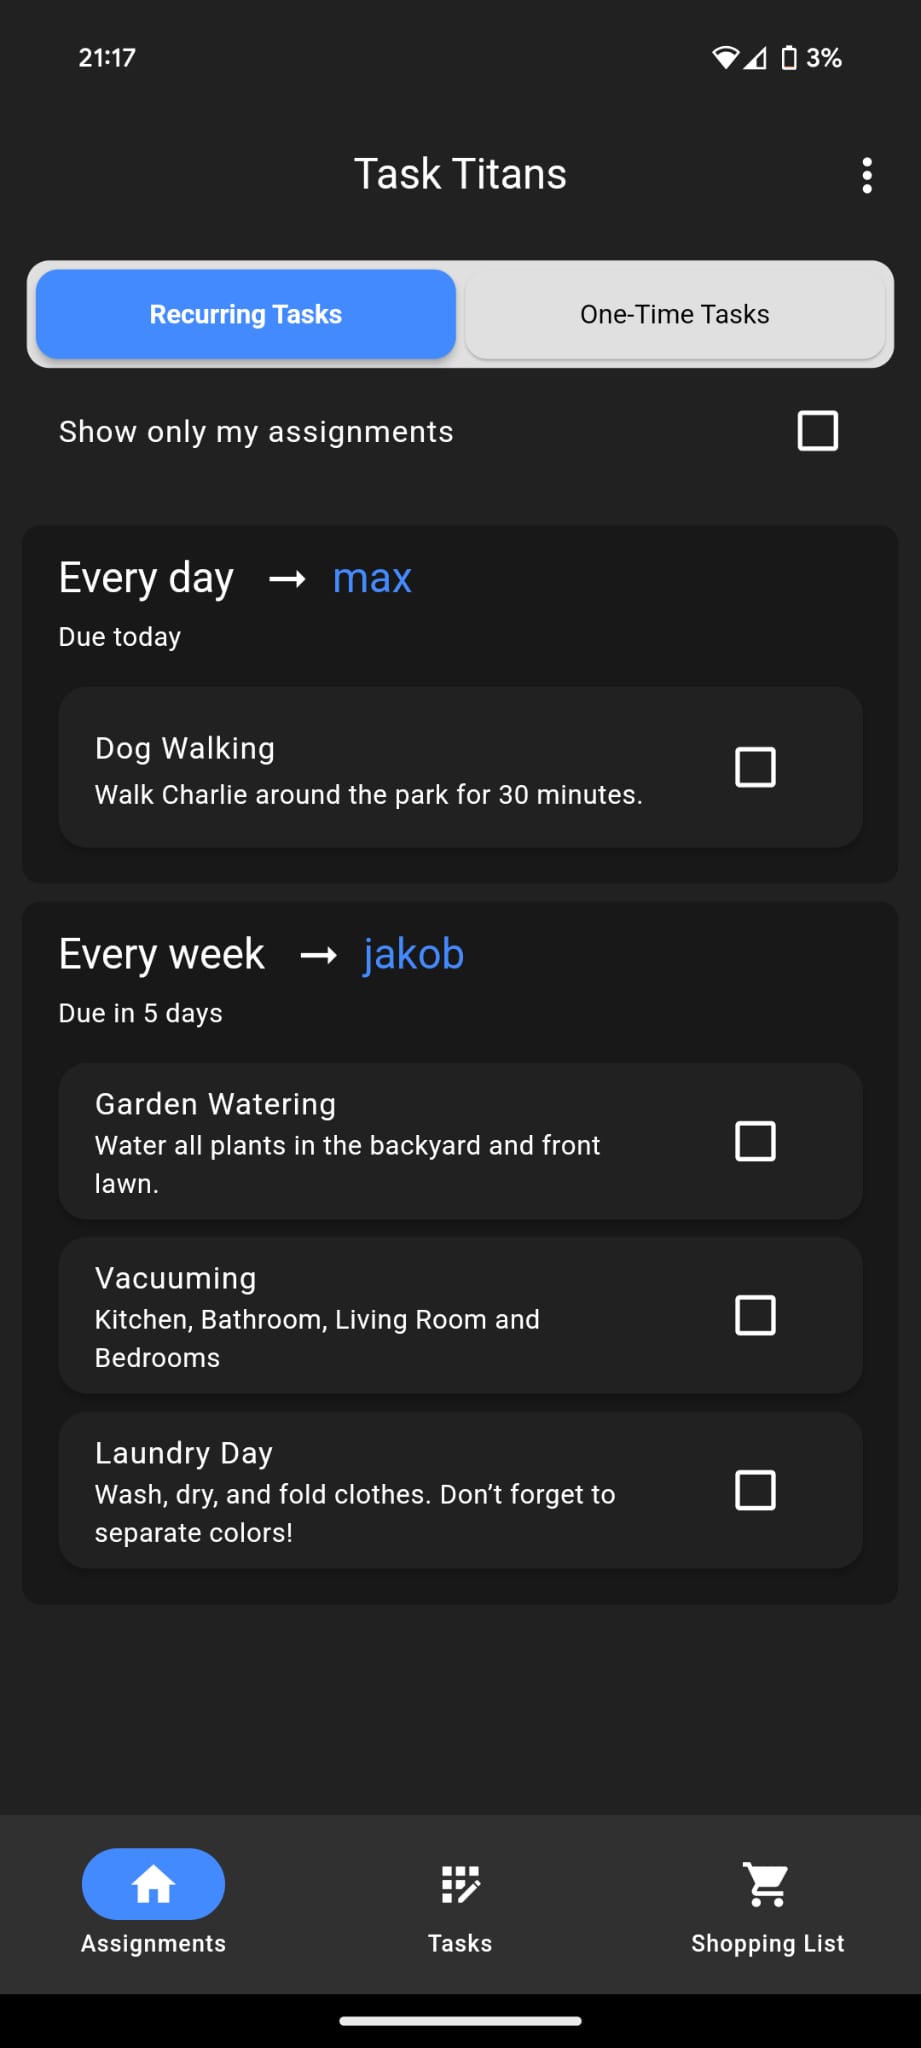 21:17
3%
Task Titans
Recurring Tasks
One-Time Tasks
Show only my assignments
Every day → max
Due today
Dog Walking
Walk Charlie around the park for 30 minutes.
Every week → jakob
Due in 5 days
Garden Watering
Water all plants in the backyard and front
lawn.
Vacuuming
Kitchen, Bathroom, Living Room and
Bedrooms
Laundry Day
Wash, dry, and fold clothes. Don’t forget to
separate colors!
Assignments
Tasks
Shopping List